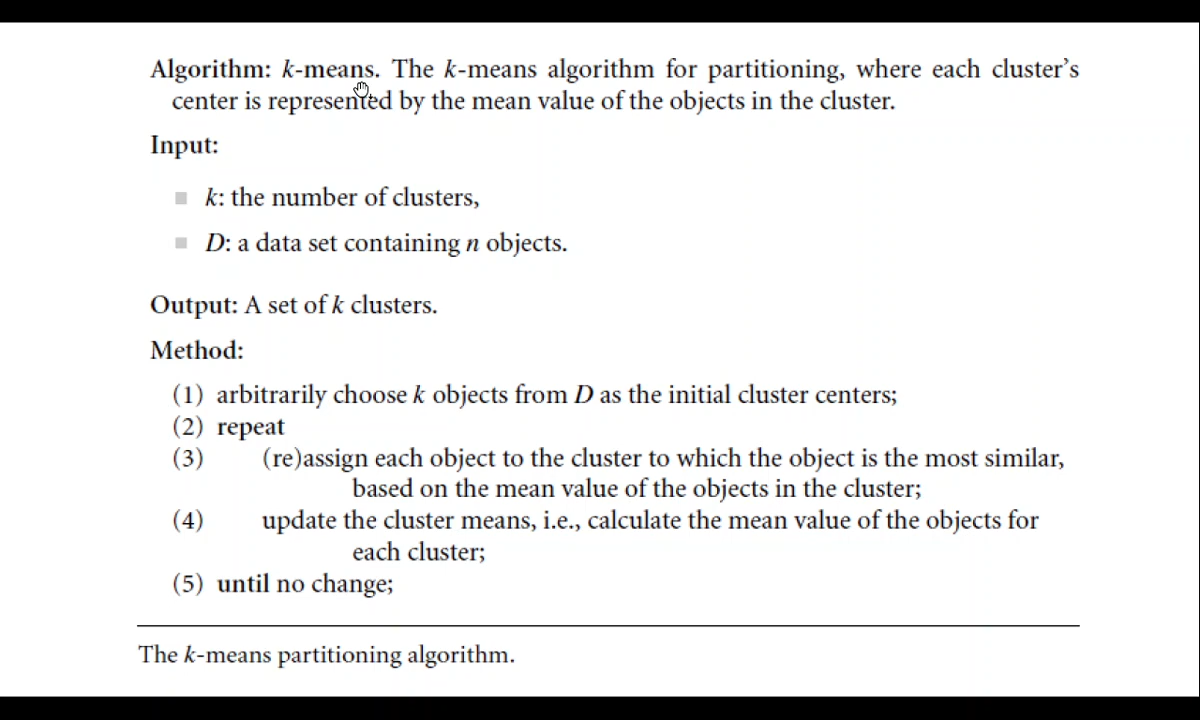 Algorithm: k-means. The k-means algorithm for partitioning, where each cluster's
center is represented by the mean value of the objects in the cluster.
Input:
k: the number of clusters,
D: a data set containing n objects.
Output: A set of k clusters.
Method:
(1) arbitrarily choose k objects from D as the initial cluster centers;
(2) repeat
(3) (re)assign each object to the cluster to which the object is the most similar,
based on the mean value of the objects in the cluster;
(4) update the cluster means, i.e., calculate the mean value of the objects for
each cluster;
(5) until no change;
The k-means partitioning algorithm.